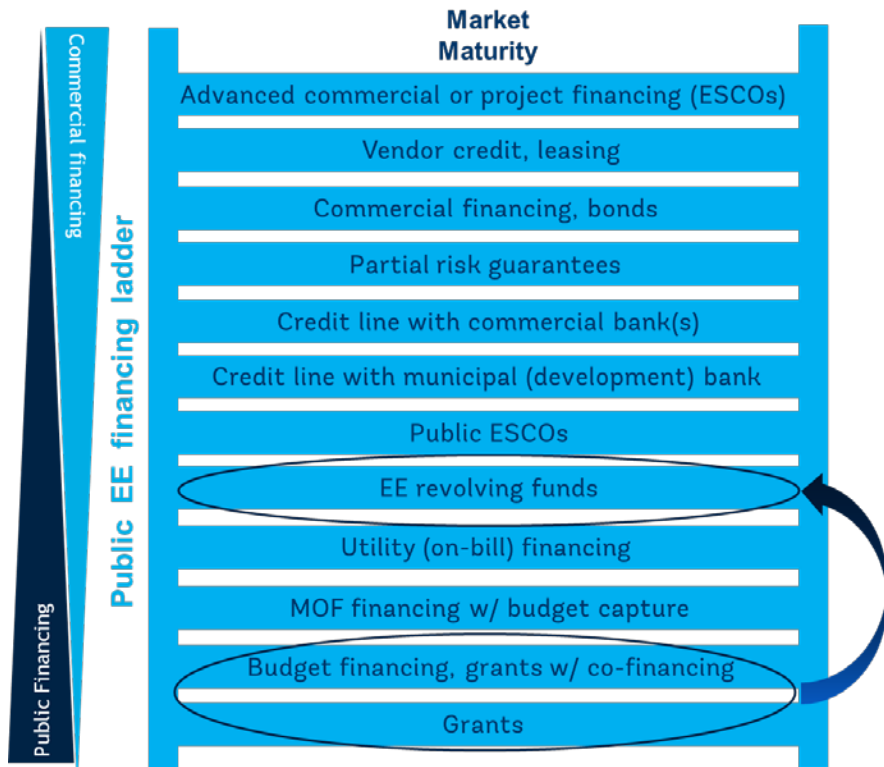 Market
Maturity
Commercial financing
Public Financing
Public EE financing ladder
Advanced commercial or project financing (ESCOs)
Vendor credit, leasing
Commercial financing, bonds
Partial risk guarantees
Credit line with commercial bank(s)
Credit line with municipal (development) bank
Public ESCOs
EE revolving funds
Utility (on-bill) financing
MOF financing w/ budget capture
Budget financing, grants w/ co-financing
Grants